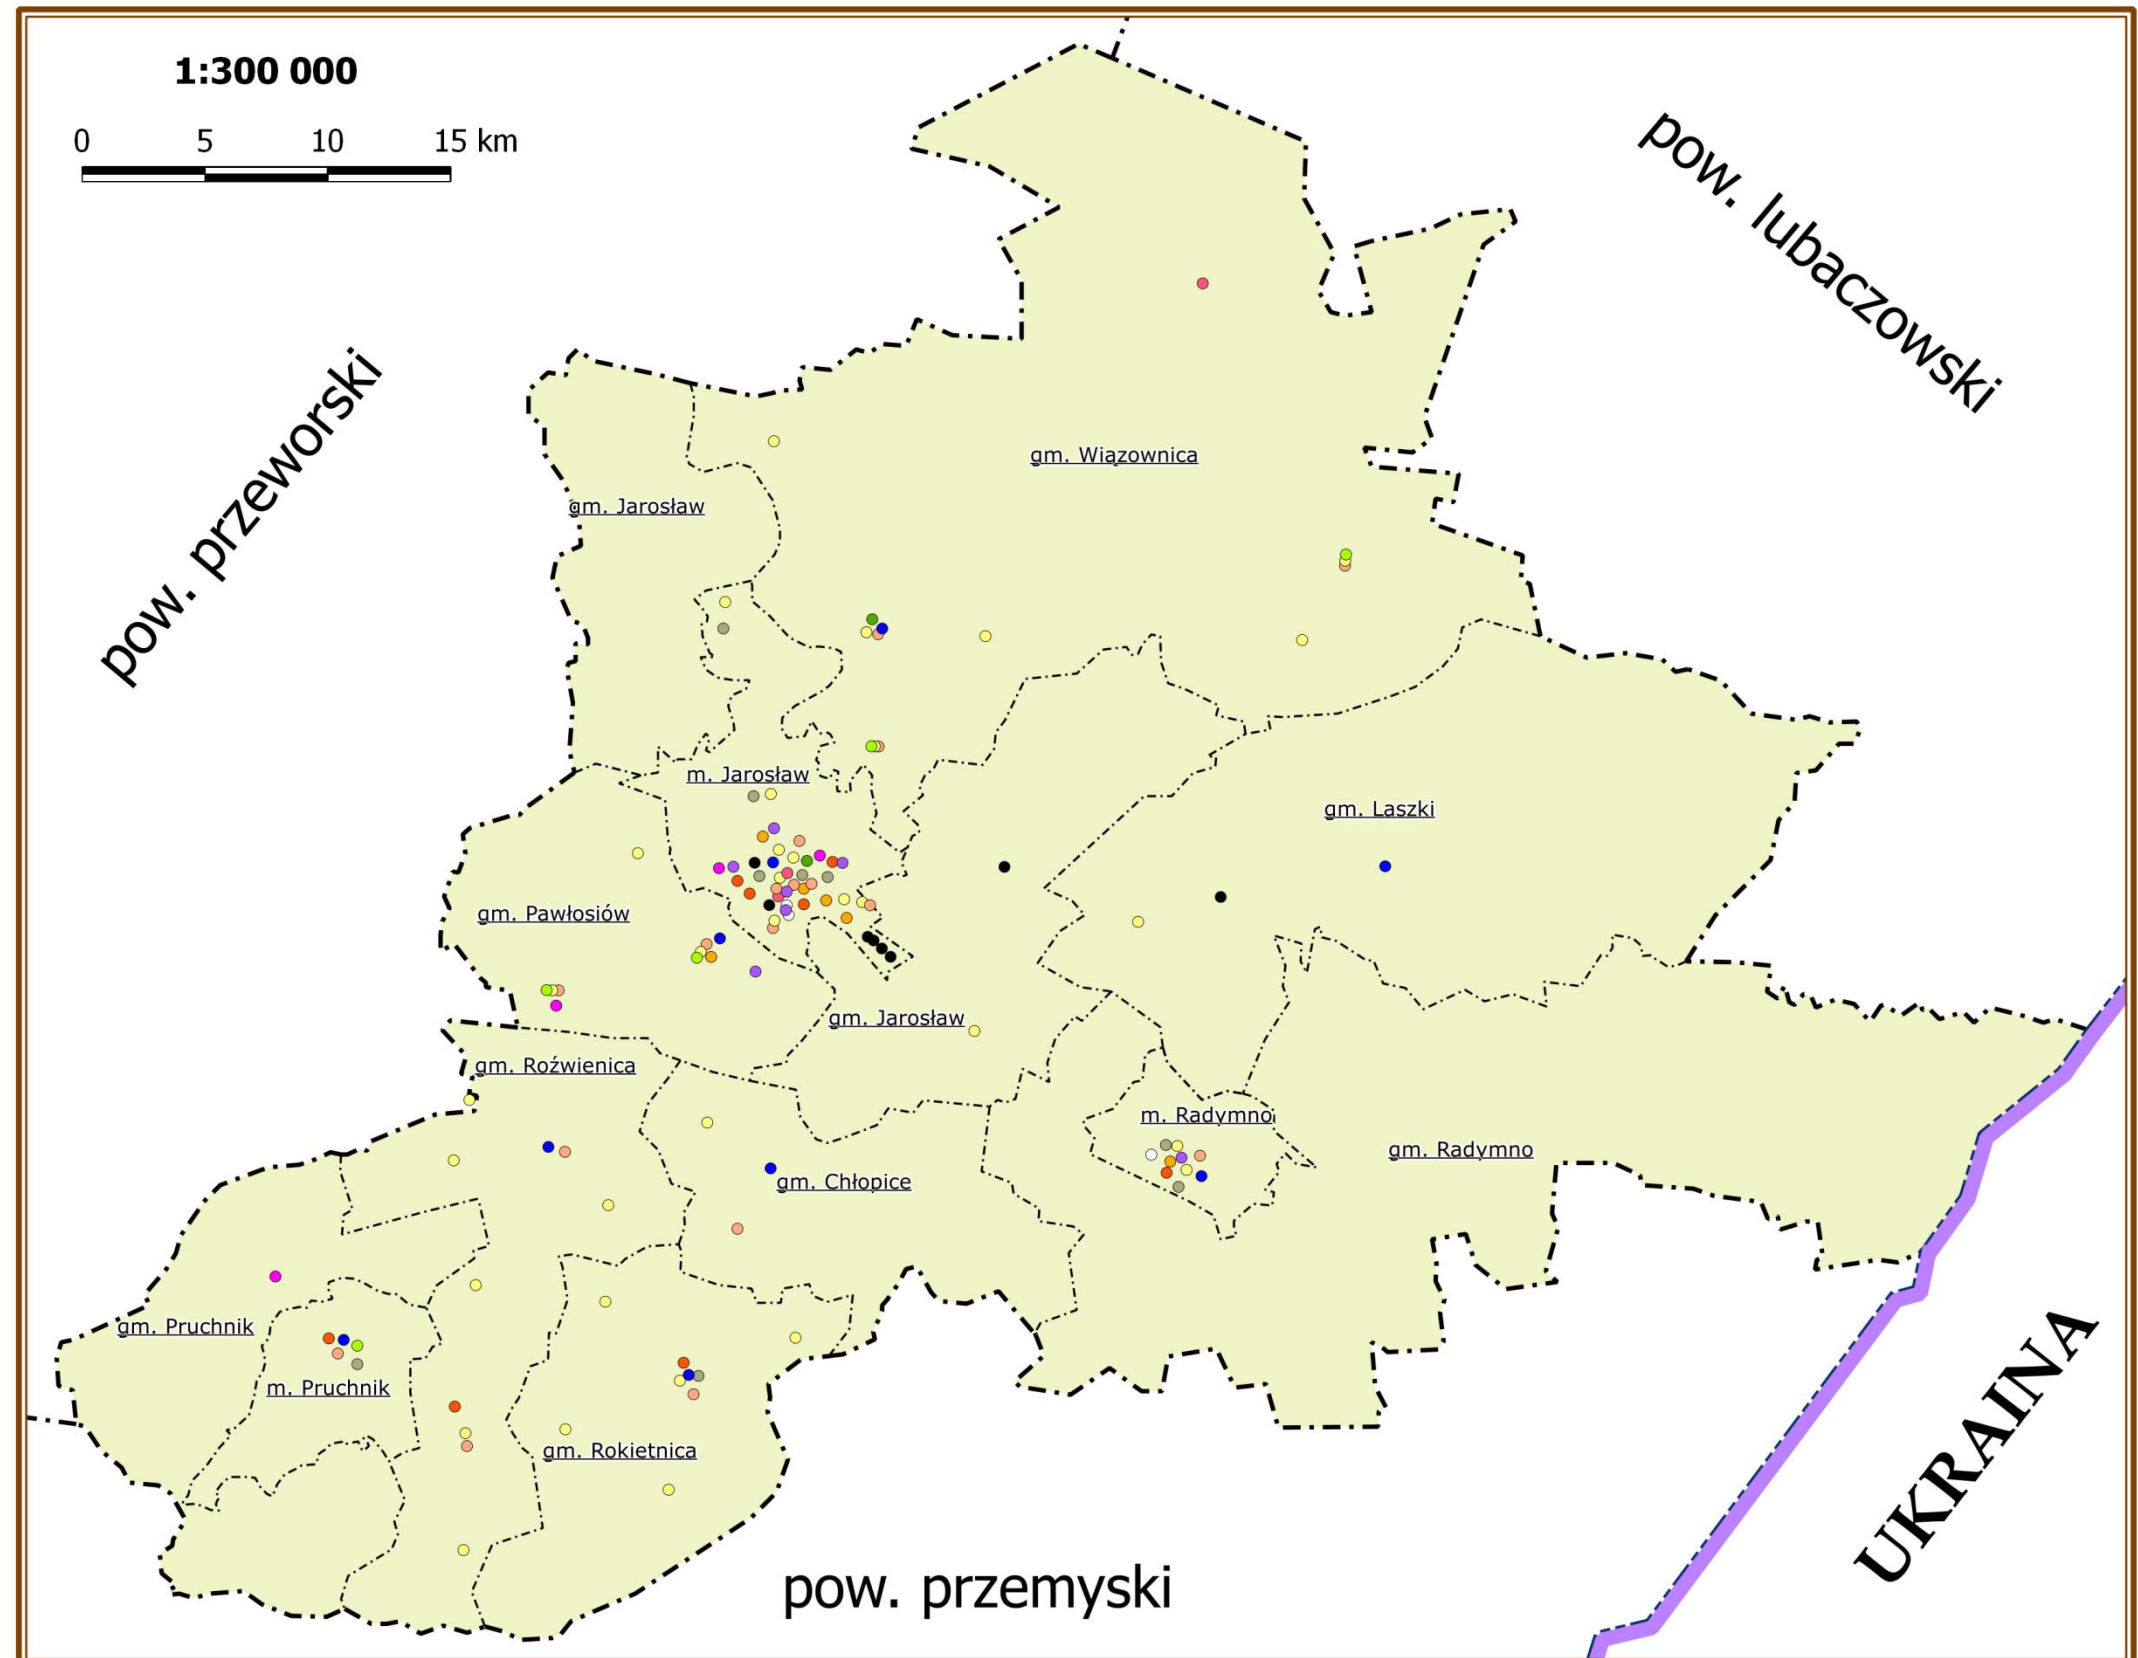 1:300 000
0 5 10 15 km
pow. lubaczowski
pow. przeworski
gm. Wiązownica
gm. Jarosław
m. Jarosław
gm. Laszki
gm. Pawłosiów
gm. Jarosław
gm. Roźwienica
m. Radymno
gm. Radymno
gm. Chłopice
gm. Pruchnik
m. Pruchnik
gm. Rokietnica
UKRAINA
pow. przemyski